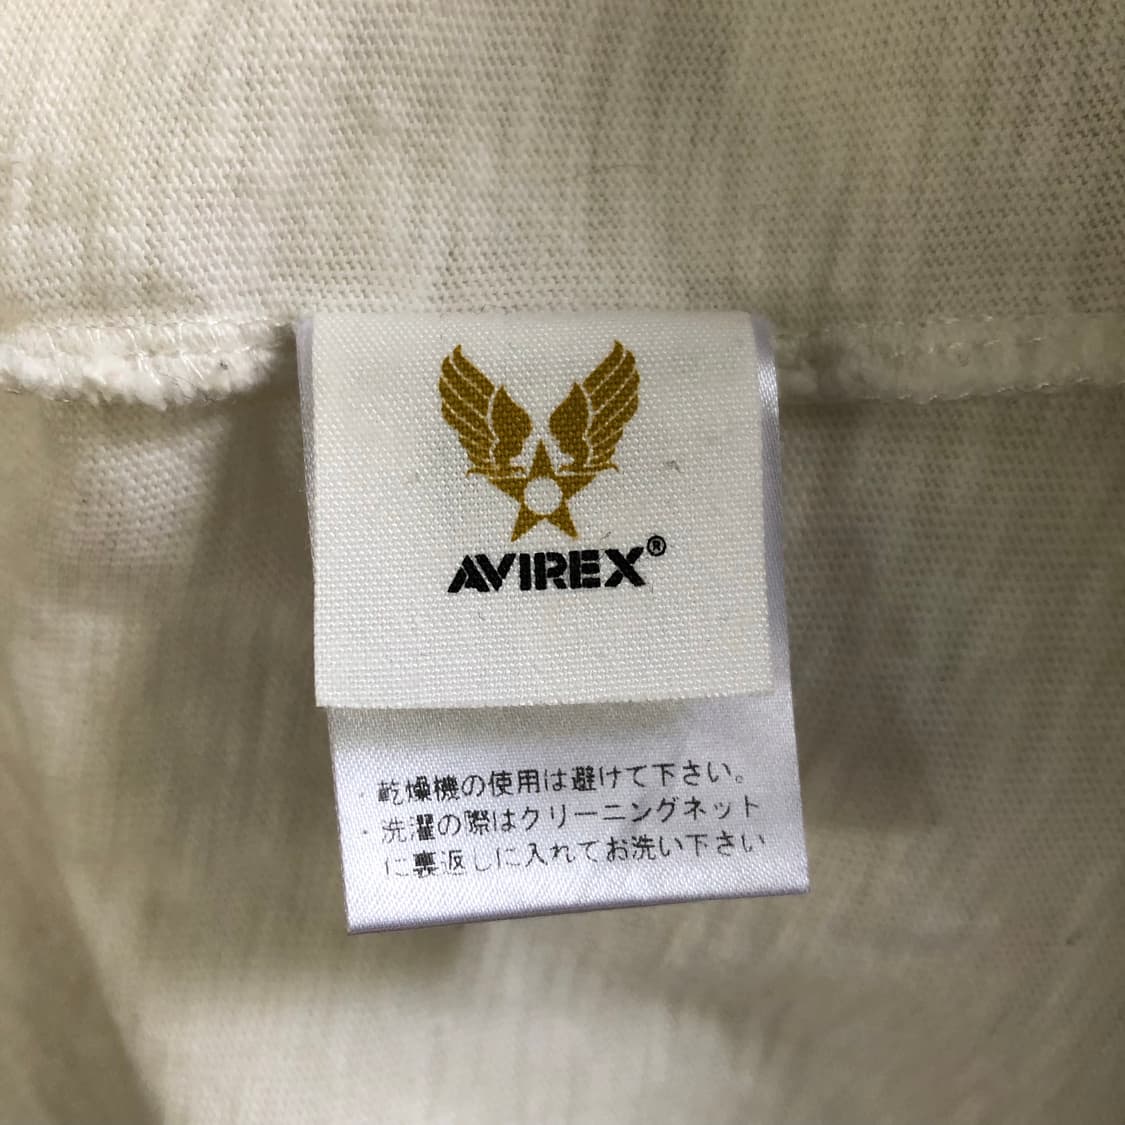 AVIREX®
・乾燥機の使用は避けて下さい。
・洗濯の際はクリーニングネット
に裏返しに入れてお洗い下さい